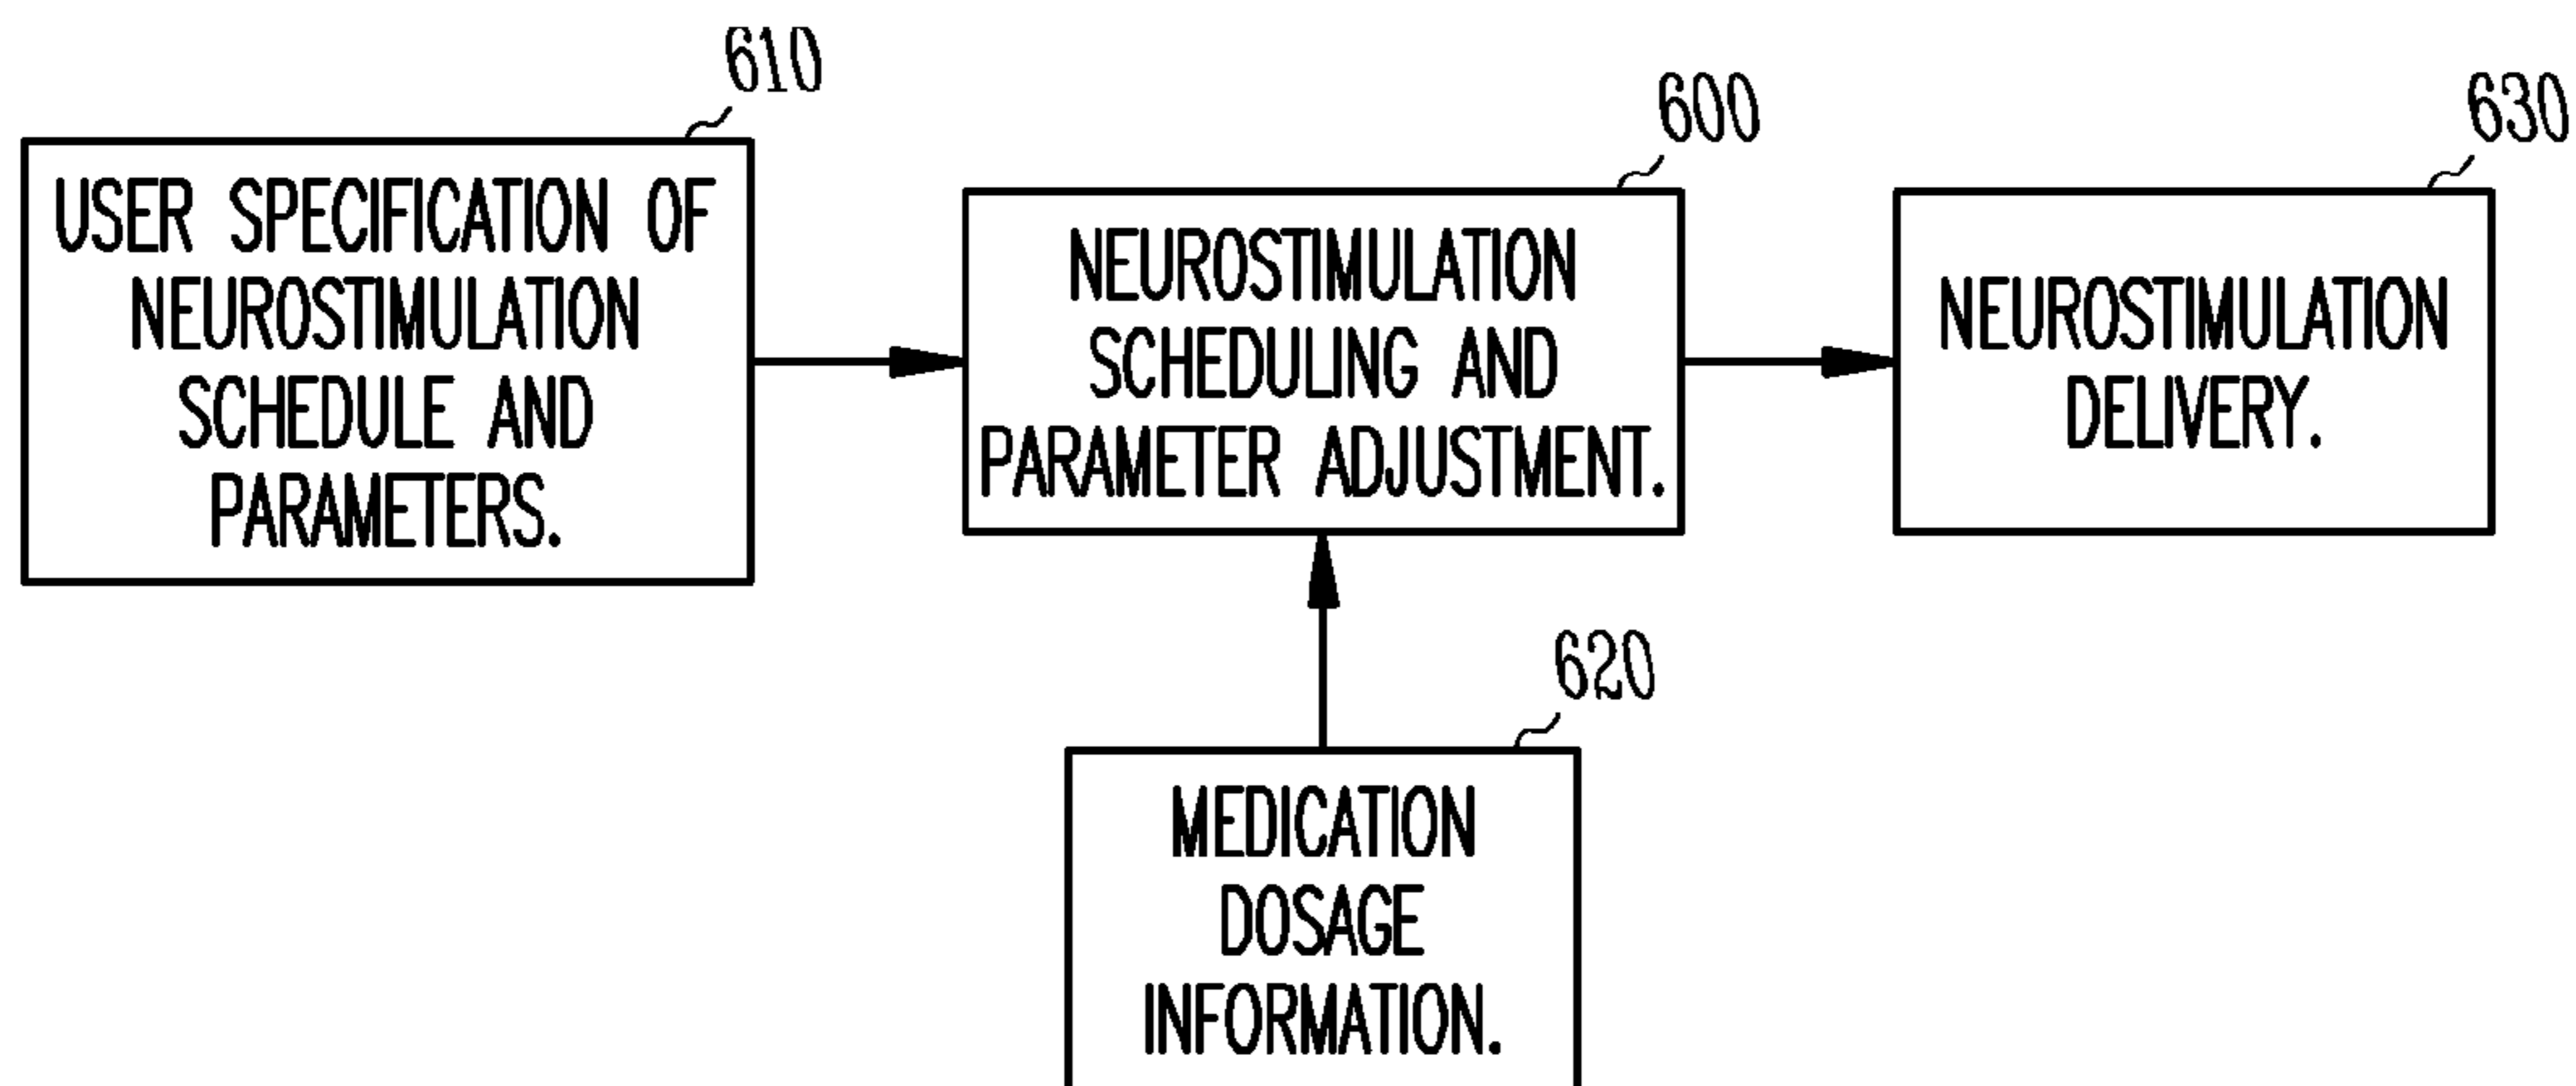 610
USER SPECIFICATION OF
NEUROSTIMULATION
SCHEDULE AND
PARAMETERS.
600
NEUROSTIMULATION
SCHEDULING AND
PARAMETER ADJUSTMENT.
630
NEUROSTIMULATION
DELIVERY.
620
MEDICATION
DOSAGE
INFORMATION.